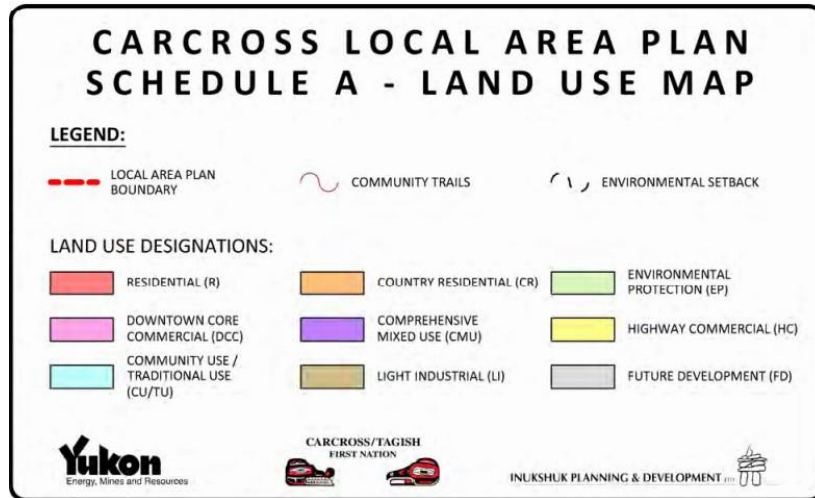 CARCROSS LOCAL AREA PLAN
SCHEDULE A - LAND USE MAP
LEGEND:
LOCAL AREA PLAN
BOUNDARY
COMMUNITY TRAILS
ENVIRONMENTAL SETBACK
LAND USE DESIGNATIONS:
RESIDENTIAL (R)
COUNTRY RESIDENTIAL (CR)
ENVIRONMENTAL
PROTECTION (EP)
DOWNTOWN CORE
COMMERCIAL (DCC)
COMPREHENSIVE
MIXED USE (CMU)
HIGHWAY COMMERCIAL (HC)
COMMUNITY USE /
TRADITIONAL USE
(CU/TU)
LIGHT INDUSTRIAL (LI)
FUTURE DEVELOPMENT (FD)
Yukon
Energy, Mines and Resources
CARCROSS/TAGISH
FIRST NATION
INUKSHUK PLANNING & DEVELOPMENT